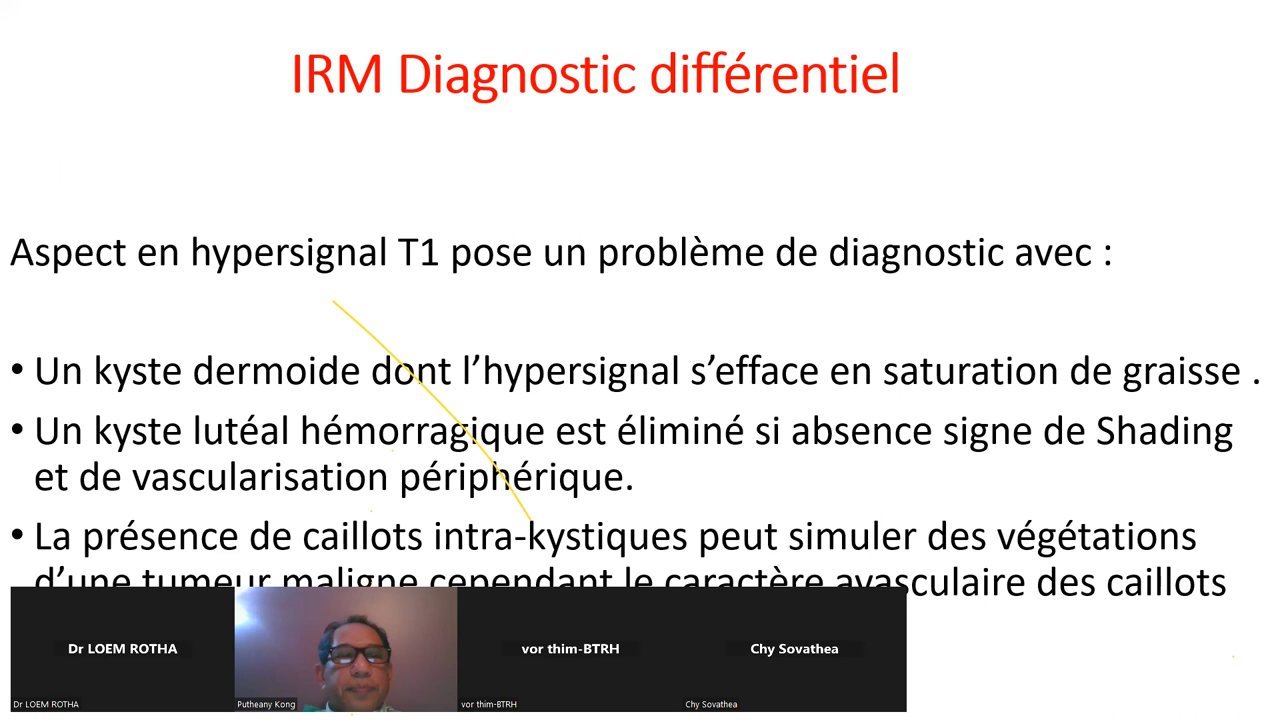 IRM Diagnostic différentiel
Aspect en hypersignal T1 pose un problème de diagnostic avec :
• Un kyste dermoide dont l’hypersignal s’efface en saturation de graisse .
• Un kyste lutéal hémorragique est éliminé si absence signe de Shading
et de vascularisation périphérique.
• La présence de caillots intra-kystiques peut simuler des végétations
d’une tumeur maligne cependant le caractère avasculaire des caillots
Dr LOEM ROTHA
vor thim-BTRH
Chy Sovathea
Dr LOEM ROTHA
Putheany Kong
vor thim-BTRH
Chy Sovathea